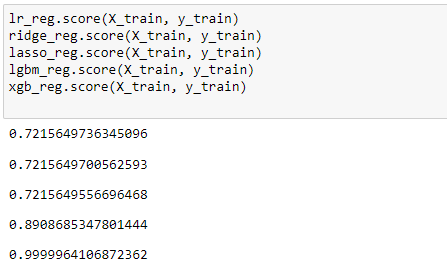 lr_reg.score(X_train, y_train)
ridge_reg.score(X_train, y_train)
lasso_reg.score(X_train, y_train)
lgbm_reg.score(X_train, y_train)
xgb_reg.score(X_train, y_train)
0.7215649736345096
0.7215649700562593
0.7215649556696468
0.8908685347801444
0.9999964106872362